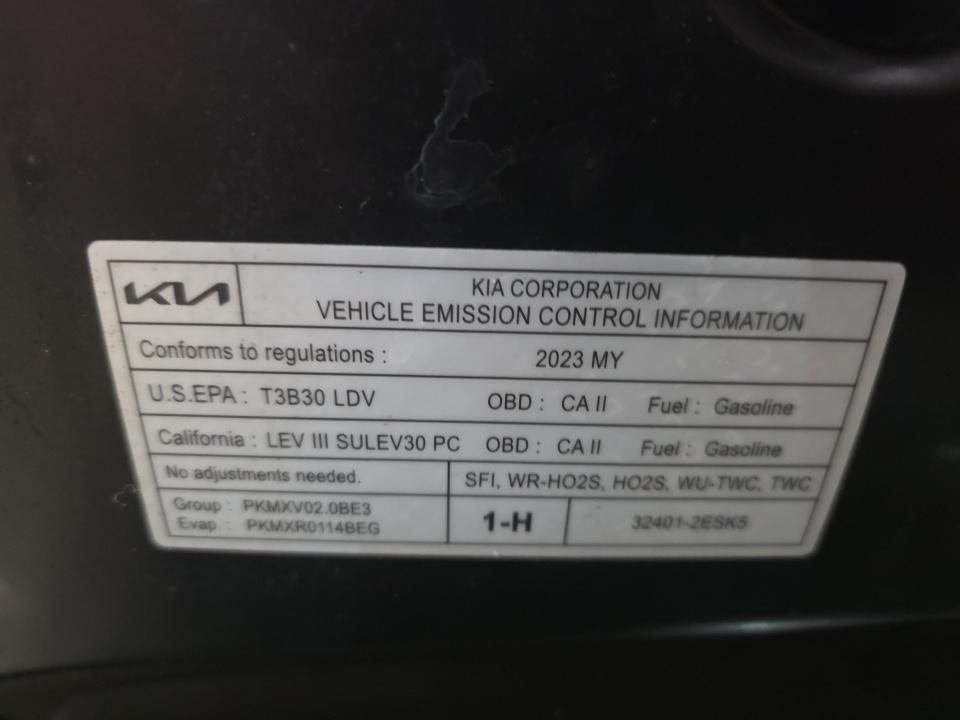 KIA KIA CORPORATION
VEHICLE EMISSION CONTROL INFORMATION
Conforms to regulations : 2023 MY
U.S.EPA : T3B30 LDV OBD : CA II Fuel : Gasoline
California : LEV III SULEV30 PC OBD : CA II Fuel : Gasoline
No adjustments needed. SFI, WR-HO2S, HO2S, WU-TWC, TWC
Group : PKMXV02.0BE3
Evap. : PKMXR0114BEG
1-H
32401-2ESK5